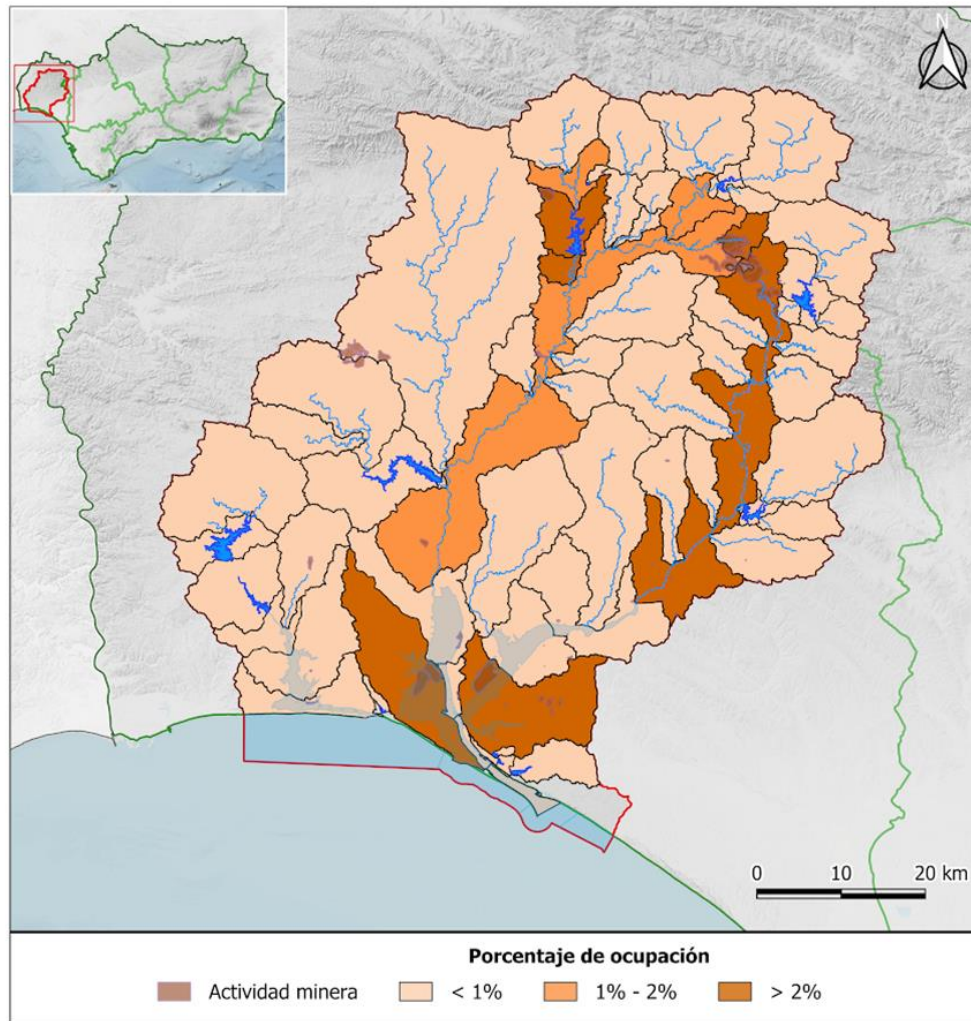 N
0 10 20 km
Porcentaje de ocupación
Actividad minera < 1% 1% - 2% > 2%